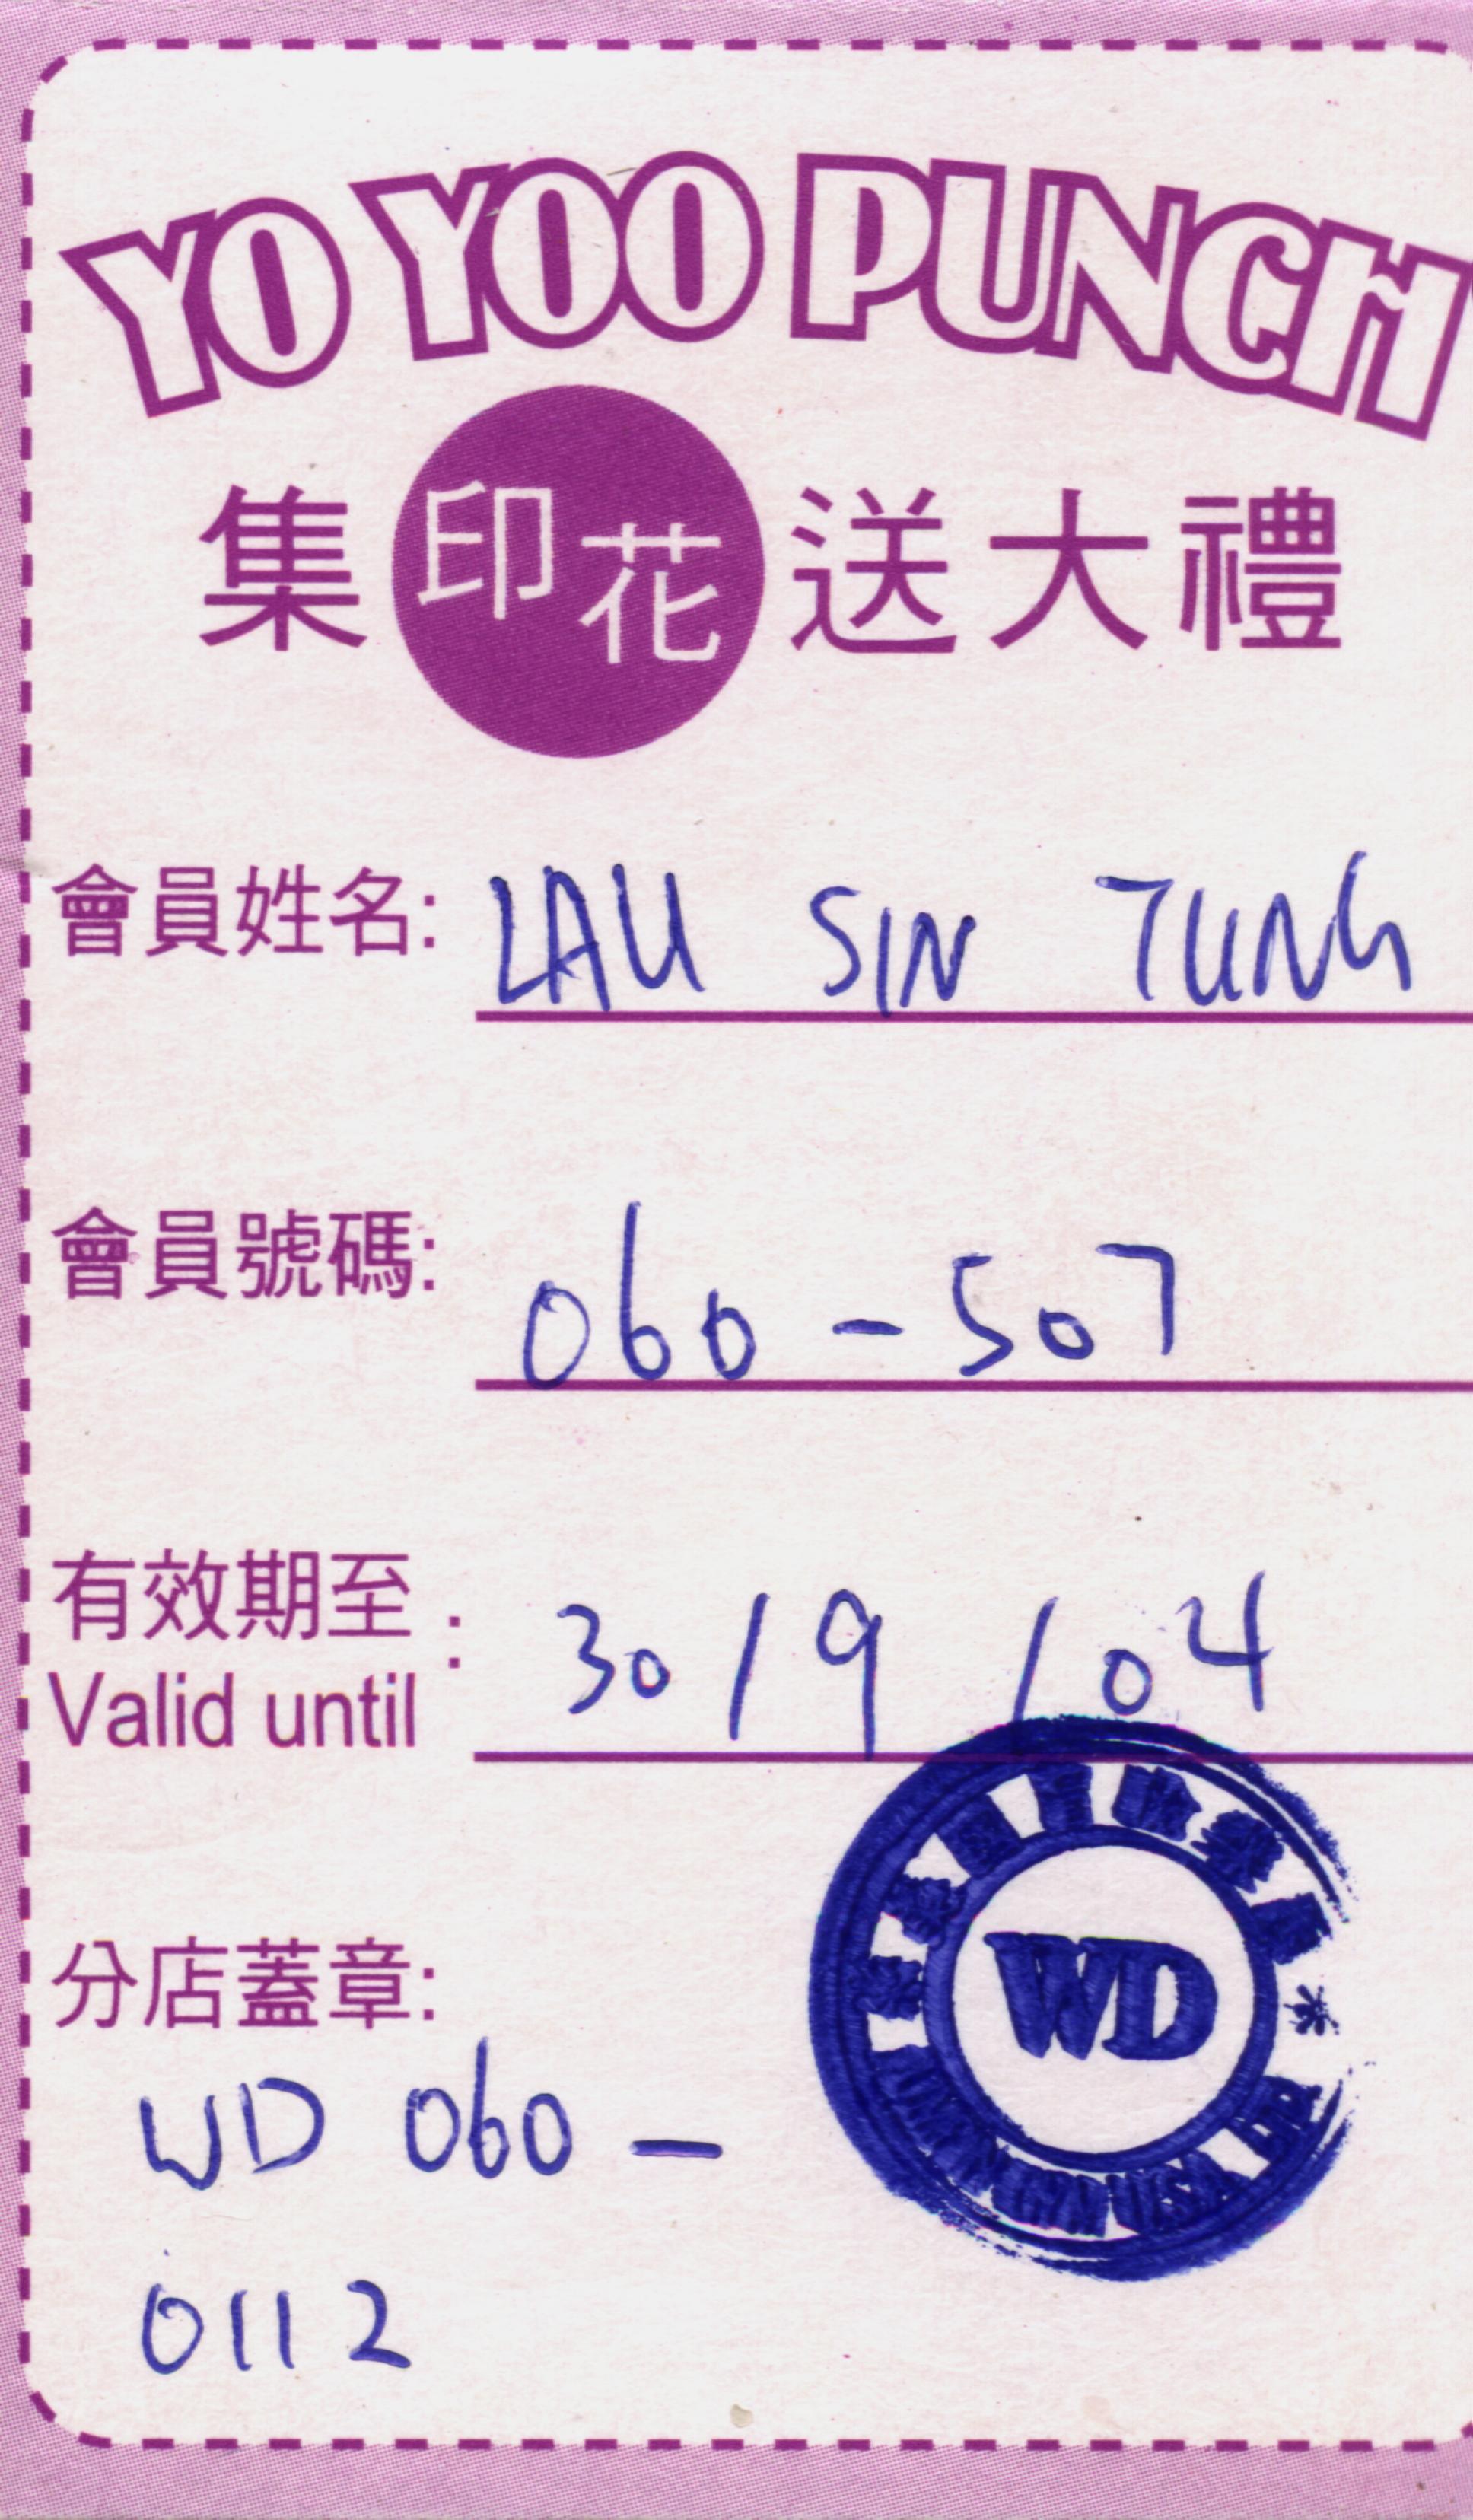 YO YOO PUNCH
集印花送大禮
會員姓名: LAU SIN TUNG
會員號碼: 060-507
有效期至
Valid until : 30/9/04
分店蓋章:
WD 060-
0112
WD